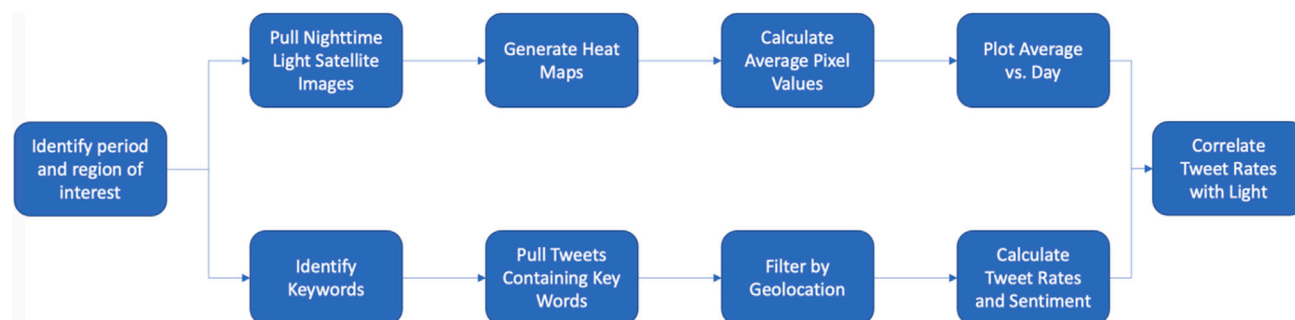 Identify period
and region of
interest
Pull Nighttime
Light Satellite
Images
Generate Heat
Maps
Calculate
Average Pixel
Values
Plot Average
vs. Day
Identify
Keywords
Pull Tweets
Containing Key
Words
Filter by
Geolocation
Calculate
Tweet Rates
and Sentiment
Correlate
Tweet Rates
with Light